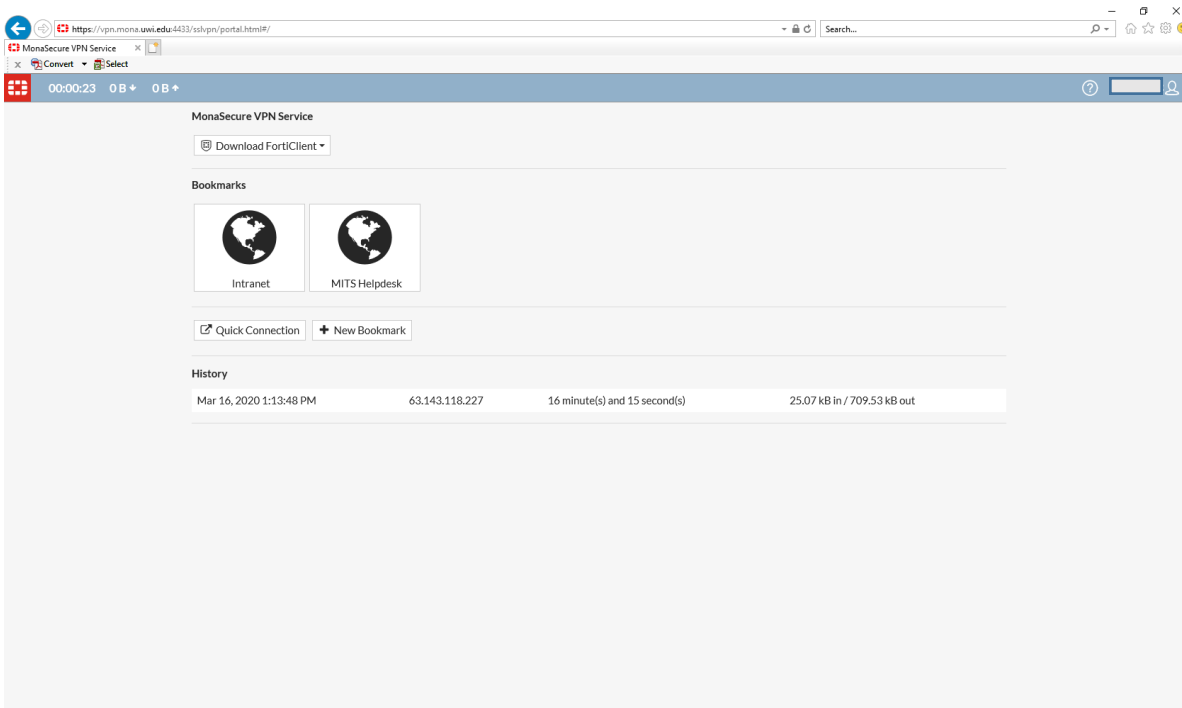 https://vpn.mona.uwi.edu:4433/sslvpn/portal.html#/
Search...
MonaSecure VPN Service
x Convert Select
00:00:23 0 B 0 B
MonaSecure VPN Service
Download FortiClient
Bookmarks
Intranet MITS Helpdesk
Quick Connection + New Bookmark
History
Mar 16, 2020 1:13:48 PM 63.143.118.227 16 minute(s) and 15 second(s) 25.07 kB in / 709.53 kB out